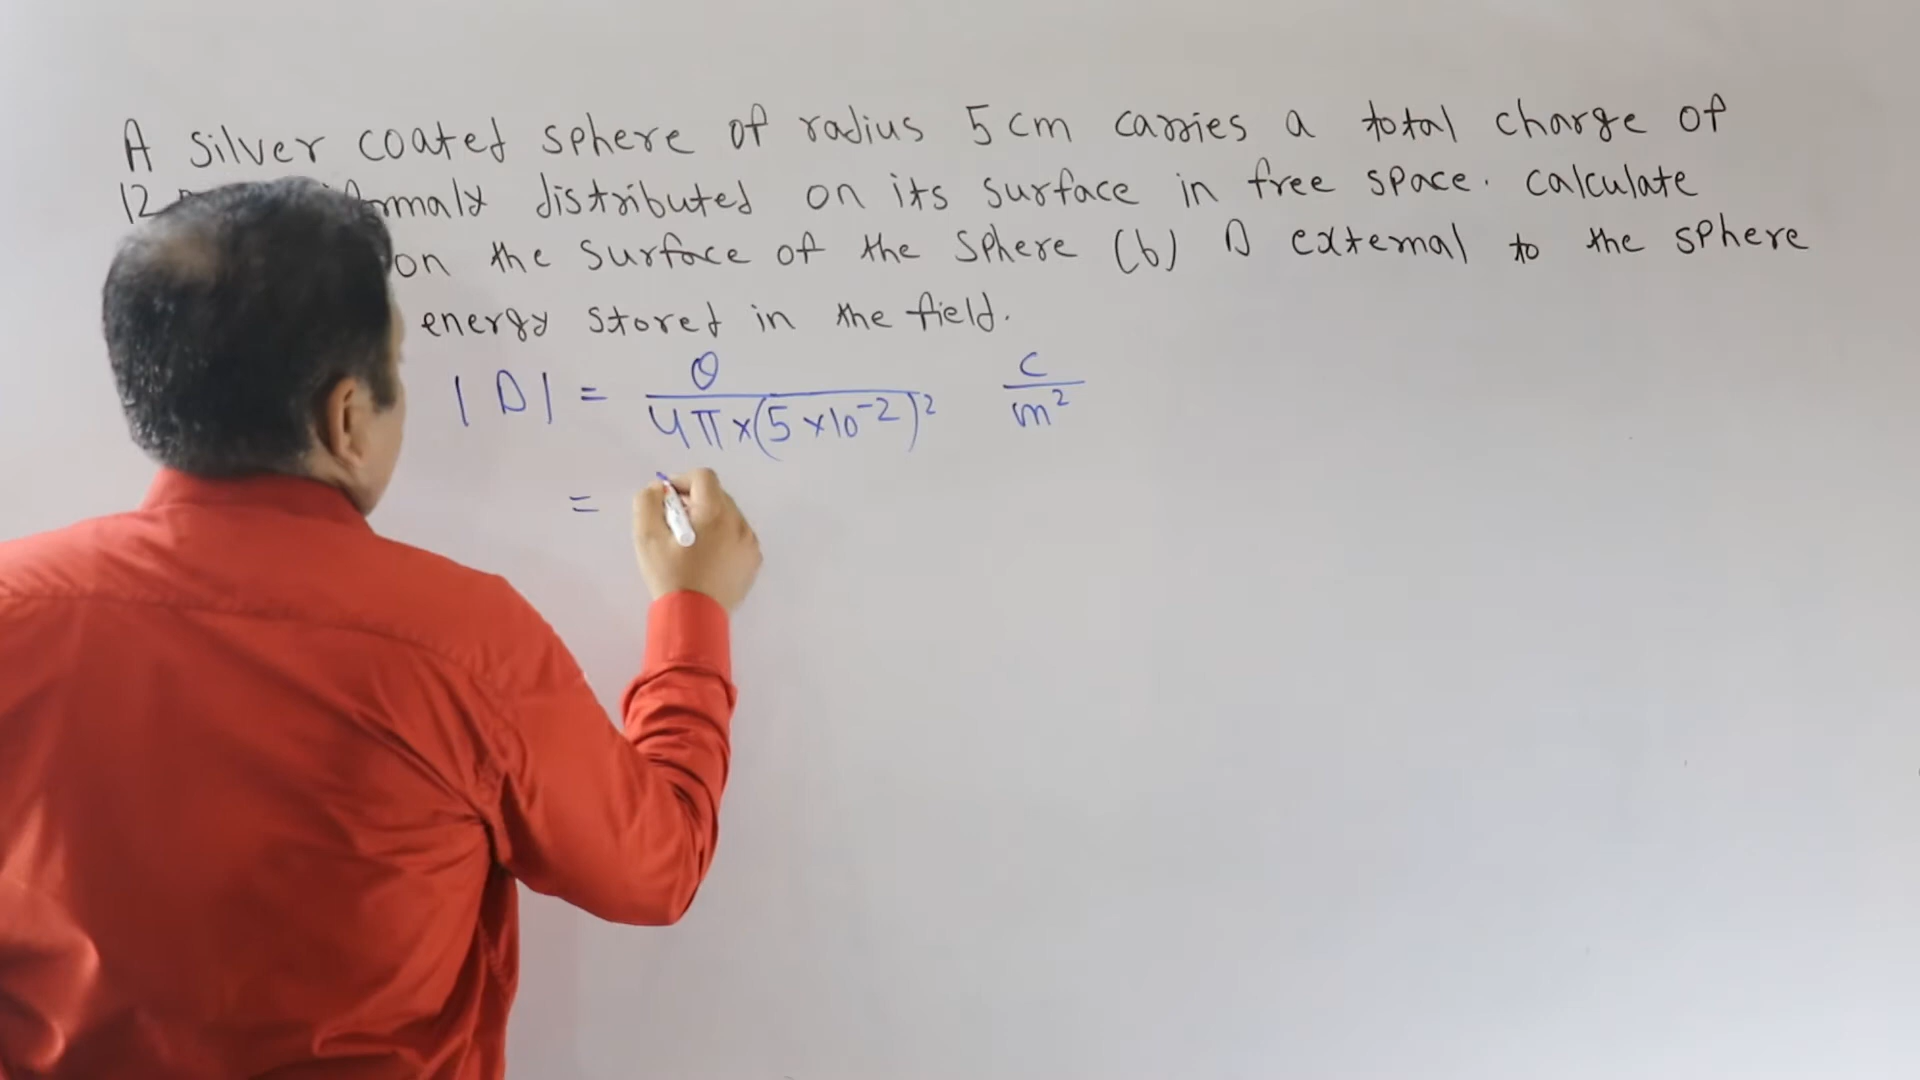 A silver coated sphere of radius 5 cm carries a total charge of
12 distributed on its surface in free space. calculate
on the surface of the sphere (b) D external to the sphere
energy stored in the field.
|D| = Q / 4π×(5×10⁻²)² C/m²
=